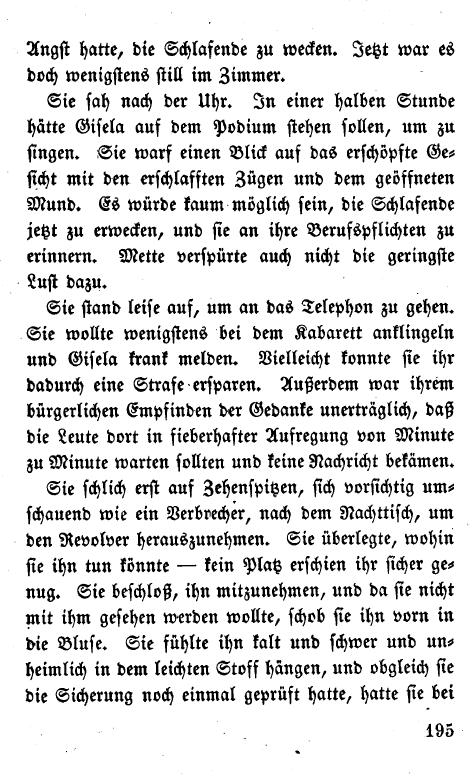 Angst hatte, die Schlafende zu wecken. Jetzt war es
doch wenigstens still im Zimmer.
Sie sah nach der Uhr. In einer halben Stunde
hätte Gisela auf dem Podium stehen sollen, um zu
singen. Sie warf einen Blick auf das erschöpfte Ge-
sicht mit den erschlafften Zügen und dem geöffneten
Mund. Es würde kaum möglich sein, die Schlafende
jetzt zu erwecken, und sie an ihre Berufspflichten zu
erinnern. Mette verspürte auch nicht die geringste
Lust dazu.
Sie stand leise auf, um an das Telephon zu gehen.
Sie wollte wenigstens bei dem Kabarett anklingeln
und Gisela krank melden. Vielleicht konnte sie ihr
dadurch eine Strafe ersparen. Außerdem war ihrem
bürgerlichen Empfinden der Gedanke unerträglich, daß
die Leute dort in fieberhafter Aufregung von Minute
zu Minute warten sollten und keine Nachricht bekämen.
Sie schlich erst auf Zehenspitzen, sich vorsichtig um-
schauend wie ein Verbrecher, nach dem Nachttisch, um
den Revolver herauszunehmen. Sie überlegte, wohin
sie ihn tun könnte — kein Platz erschien ihr sicher ge-
nug. Sie beschloß, ihn mitzunehmen, und da sie nicht
mit ihm gesehen werden wollte, schob sie ihn vorn in
die Bluse. Sie fühlte ihn kalt und schwer und un-
heimlich in dem leichten Stoff hängen, und obgleich sie
die Sicherung noch einmal geprüft hatte, hatte sie bei
195